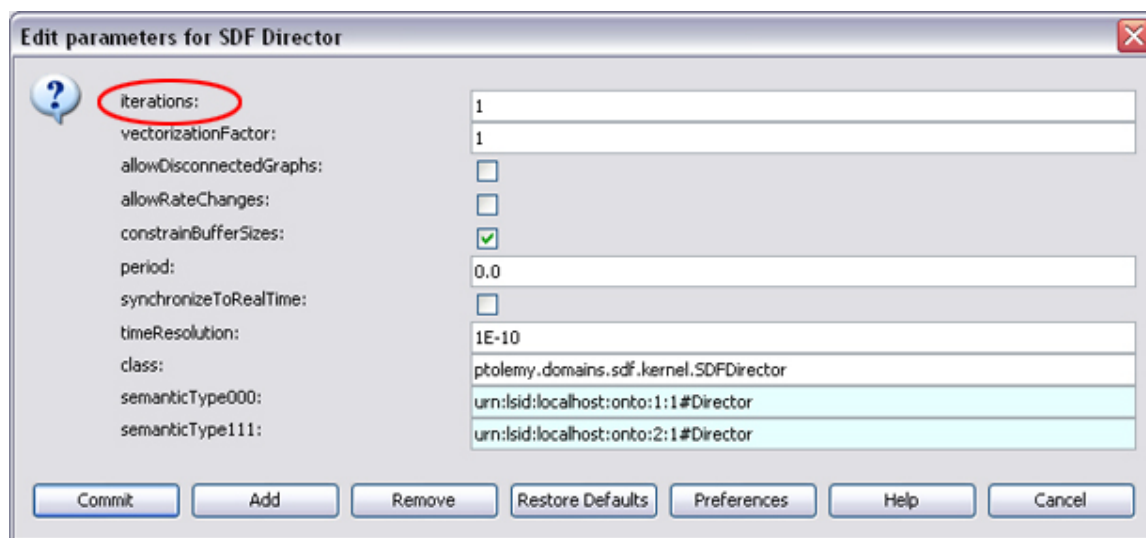 Edit parameters for SDF Director
iterations: 1
vectorizationFactor: 1
allowDisconnectedGraphs:
allowRateChanges:
constrainBufferSizes:
period: 0.0
synchronizeToRealTime:
timeResolution: 1E-10
class: ptolemy.domains.sdf.kernel.SDFDirector
semanticType000: urn:lsid:localhost:onto:1:1#Director
semanticType111: urn:lsid:localhost:onto:2:1#Director
Commit Add Remove Restore Defaults Preferences Help Cancel